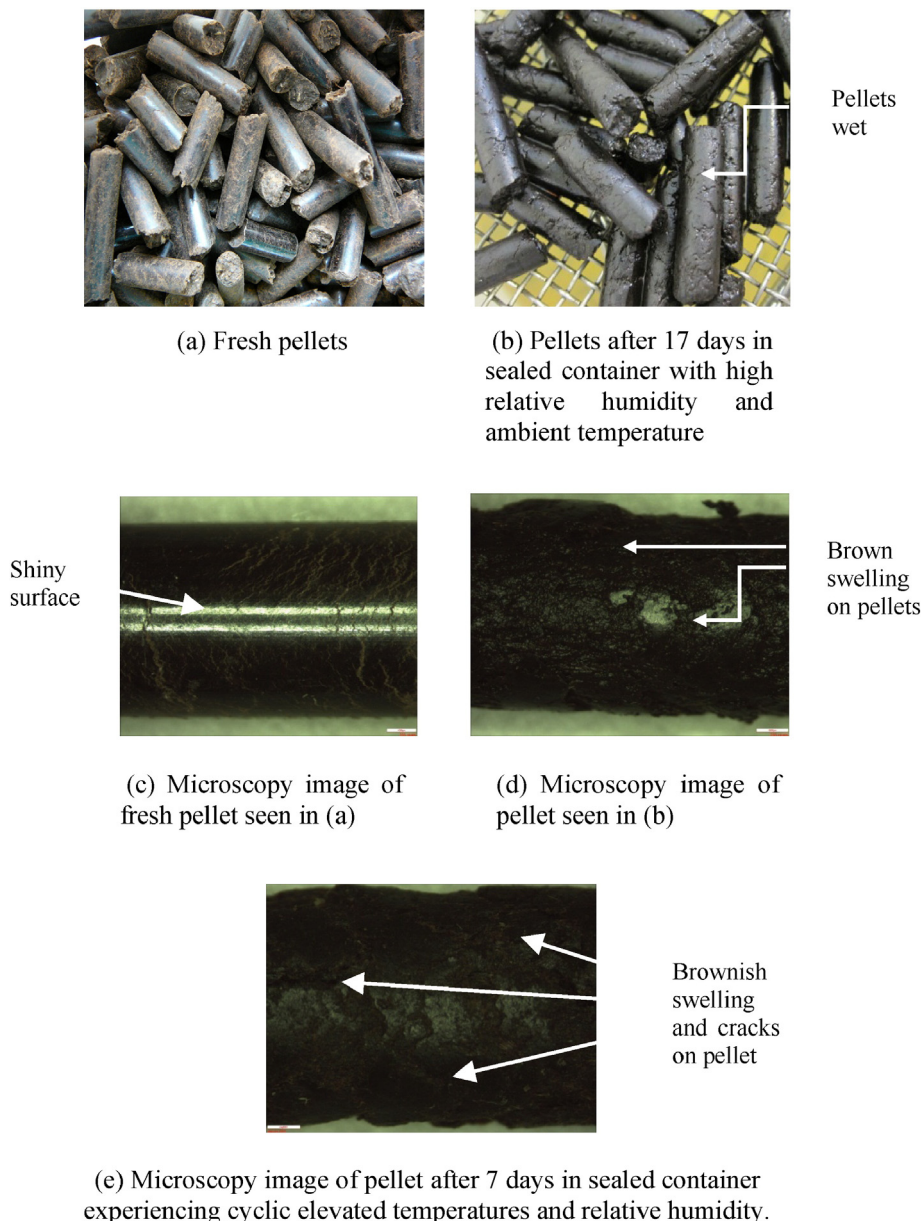 Pellets
wet
(a) Fresh pellets
(b) Pellets after 17 days in
sealed container with high
relative humidity and
ambient temperature
Shiny
surface
Brown
swelling
on pellets
(c) Microscopy image of
fresh pellet seen in (a)
(d) Microscopy image of
pellet seen in (b)
Brownish
swelling
and cracks
on pellet
(e) Microscopy image of pellet after 7 days in sealed container
experiencing cyclic elevated temperatures and relative humidity.